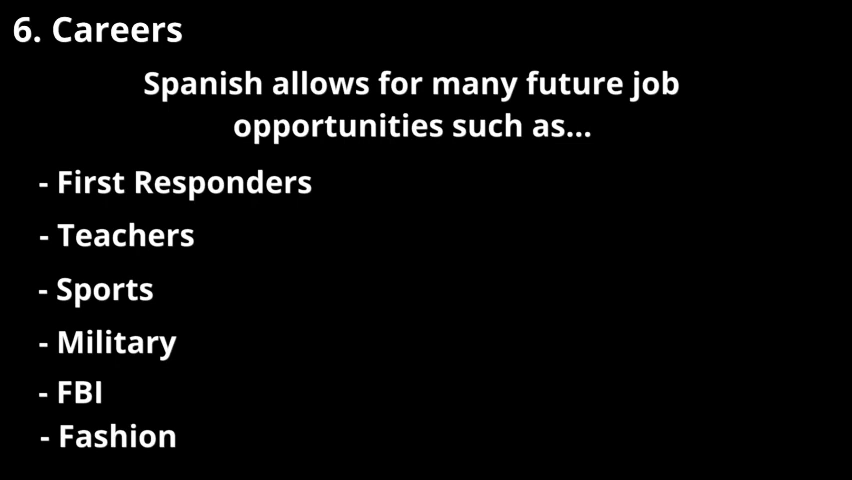 6. Careers
Spanish allows for many future job
opportunities such as...
- First Responders
- Teachers
- Sports
- Military
- FBI
- Fashion